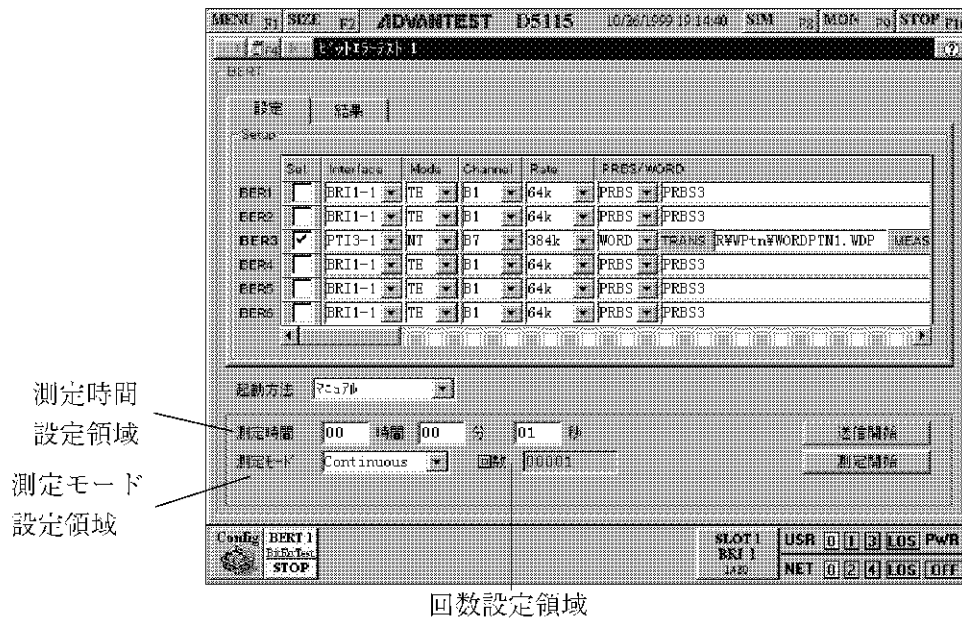 MENU F1 SIZE F2 ADVANTEST D5115 10/26/1999 19:14:40 SIM F8 MON F9 STOP F10
F4 ビットエラーテスト 1 (?)
BERT
設定 結果
Setup
Sel Interface Mode Channel Rate PRBS/WORD
BER1 BRI1-1 TE B1 64k PRBS PRBS3
BER2 BRI1-1 TE B1 64k PRBS PRBS3
BER3 PTI3-1 NT B7 384k WORD TRANS R¥WPtn¥WORDPTN1.WDP MEAS
BER4 BRI1-1 TE B1 64k PRBS PRBS3
BER5 BRI1-1 TE B1 64k PRBS PRBS3
BER6 BRI1-1 TE B1 64k PRBS PRBS3
起動方法 マニュアル
測定時間 00 時間 00 分 01 秒 送信開始
測定モード Continuous 回数 00001 測定開始
測定時間
設定領域
測定モード
設定領域
Config BERT 1
BitErrTest
STOP
SLOT1
BRI 1
USR 0 1 3 LOS PWR
NET 0 2 4 LOS OFF
回数設定領域